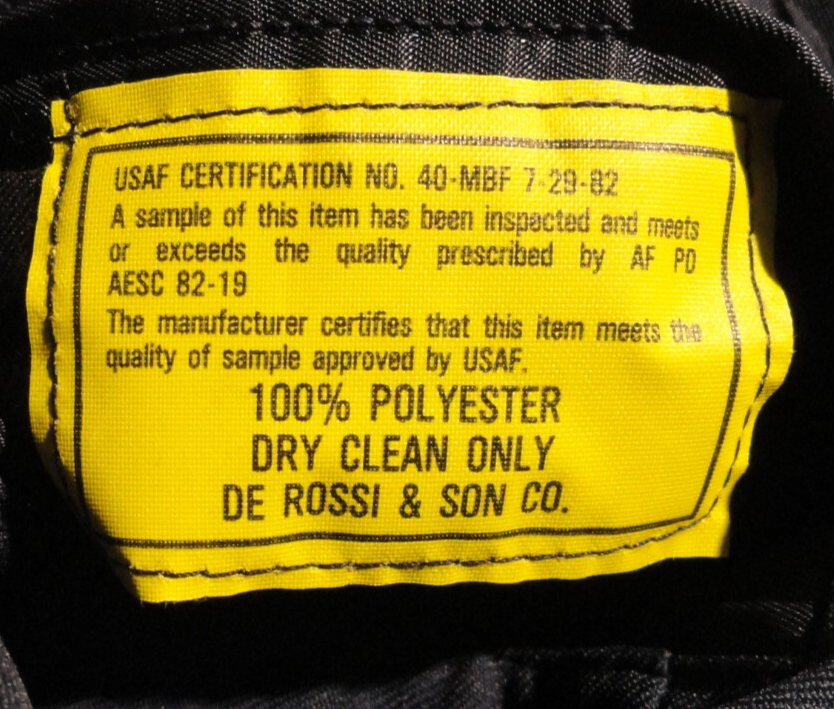 USAF CERTIFICATION NO. 40-MBF 7-29-82
A sample of this item has been inspected and meets
or exceeds the quality prescribed by AF PD
AESC 82-19
The manufacturer certifies that this item meets the
quality of sample approved by USAF.
100% POLYESTER
DRY CLEAN ONLY
DE ROSSI & SON CO.